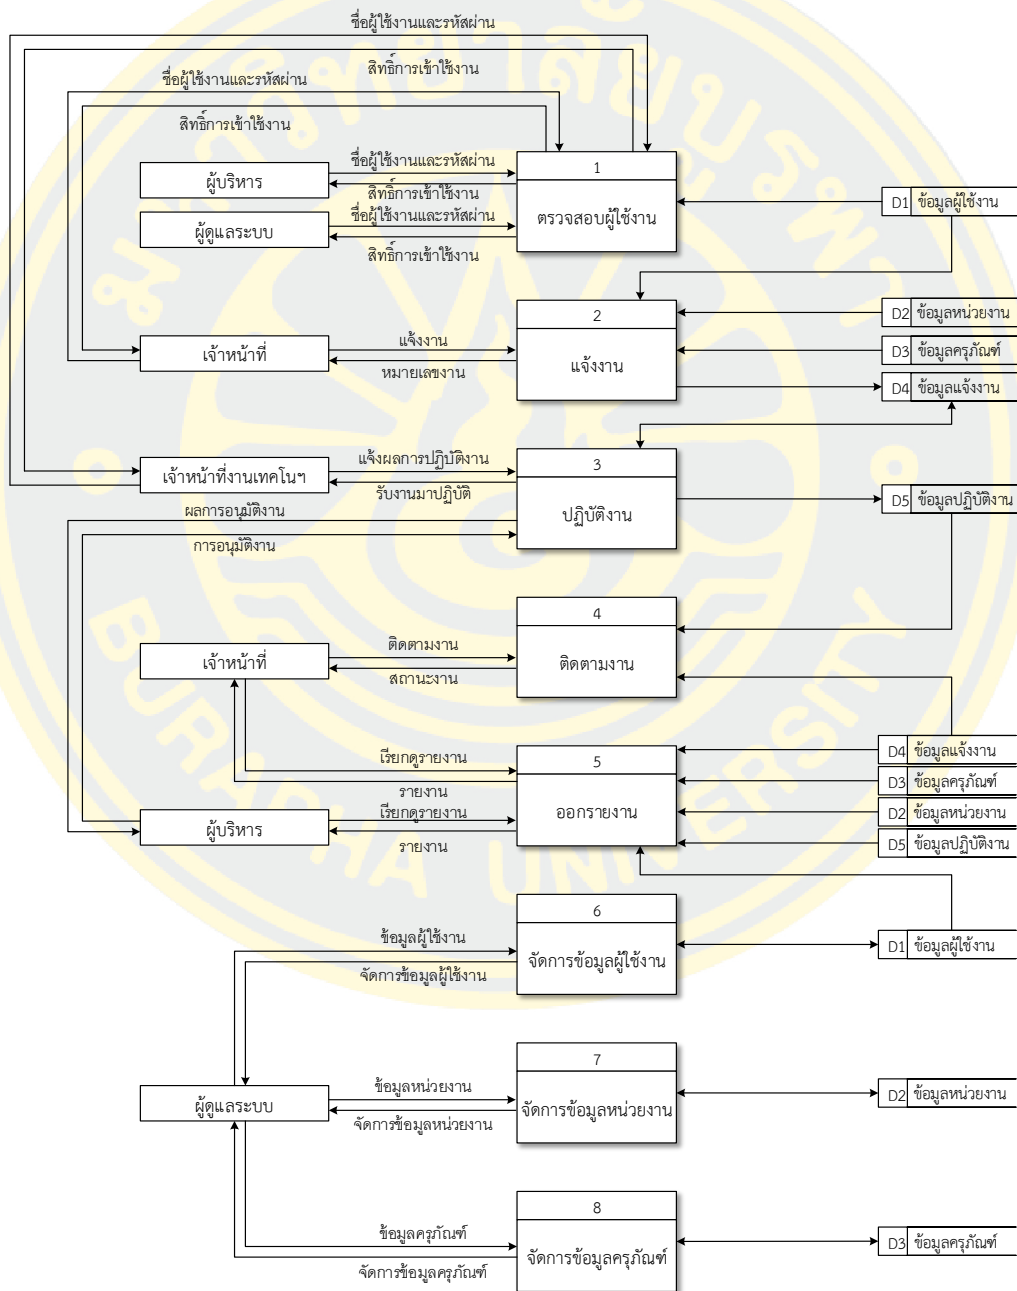 ชื่อผู้ใช้งานและรหัสผ่าน
สิทธิ์การเข้าใช้งาน
ชื่อผู้ใช้งานและรหัสผ่าน
สิทธิ์การเข้าใช้งาน
ผู้บริหาร
ชื่อผู้ใช้งานและรหัสผ่าน
สิทธิ์การเข้าใช้งาน
ผู้ดูแลระบบ
ชื่อผู้ใช้งานและรหัสผ่าน
สิทธิ์การเข้าใช้งาน
1
ตรวจสอบผู้ใช้งาน
D1 ข้อมูลผู้ใช้งาน
เจ้าหน้าที่
แจ้งงาน
หมายเลขงาน
2
แจ้งงาน
D2 ข้อมูลหน่วยงาน
D3 ข้อมูลครุภัณฑ์
D4 ข้อมูลแจ้งงาน
เจ้าหน้าที่งานเทคโนฯ
แจ้งผลการปฏิบัติงาน
รับงานมาปฏิบัติ
3
ปฏิบัติงาน
D5 ข้อมูลปฏิบัติงาน
ผลการอนุมัติงาน
การอนุมัติงาน
เจ้าหน้าที่
ติดตามงาน
สถานะงาน
4
ติดตามงาน
เรียกดูรายงาน
รายงาน
ผู้บริหาร
เรียกดูรายงาน
รายงาน
5
ออกรายงาน
D4 ข้อมูลแจ้งงาน
D3 ข้อมูลครุภัณฑ์
D2 ข้อมูลหน่วยงาน
D5 ข้อมูลปฏิบัติงาน
ข้อมูลผู้ใช้งาน
จัดการข้อมูลผู้ใช้งาน
6
จัดการข้อมูลผู้ใช้งาน
D1 ข้อมูลผู้ใช้งาน
ผู้ดูแลระบบ
ข้อมูลหน่วยงาน
จัดการข้อมูลหน่วยงาน
7
จัดการข้อมูลหน่วยงาน
D2 ข้อมูลหน่วยงาน
ข้อมูลครุภัณฑ์
จัดการข้อมูลครุภัณฑ์
8
จัดการข้อมูลครุภัณฑ์
D3 ข้อมูลครุภัณฑ์
มหาวิทยาลัยบูรพา
BURAPHA UNIVERSITY